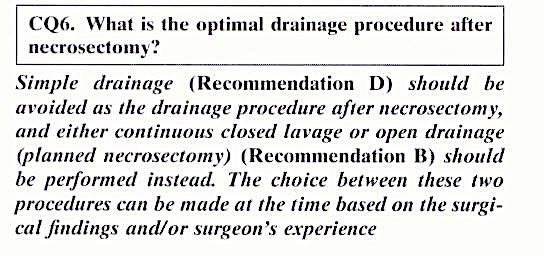 CQ6. What is the optimal drainage procedure after
necrosectomy?
Simple drainage (Recommendation D) should be
avoided as the drainage procedure after necrosectomy,
and either continuous closed lavage or open drainage
(planned necrosectomy) (Recommendation B) should
be performed instead. The choice between these two
procedures can be made at the time based on the surgi-
cal findings and/or surgeon's experience